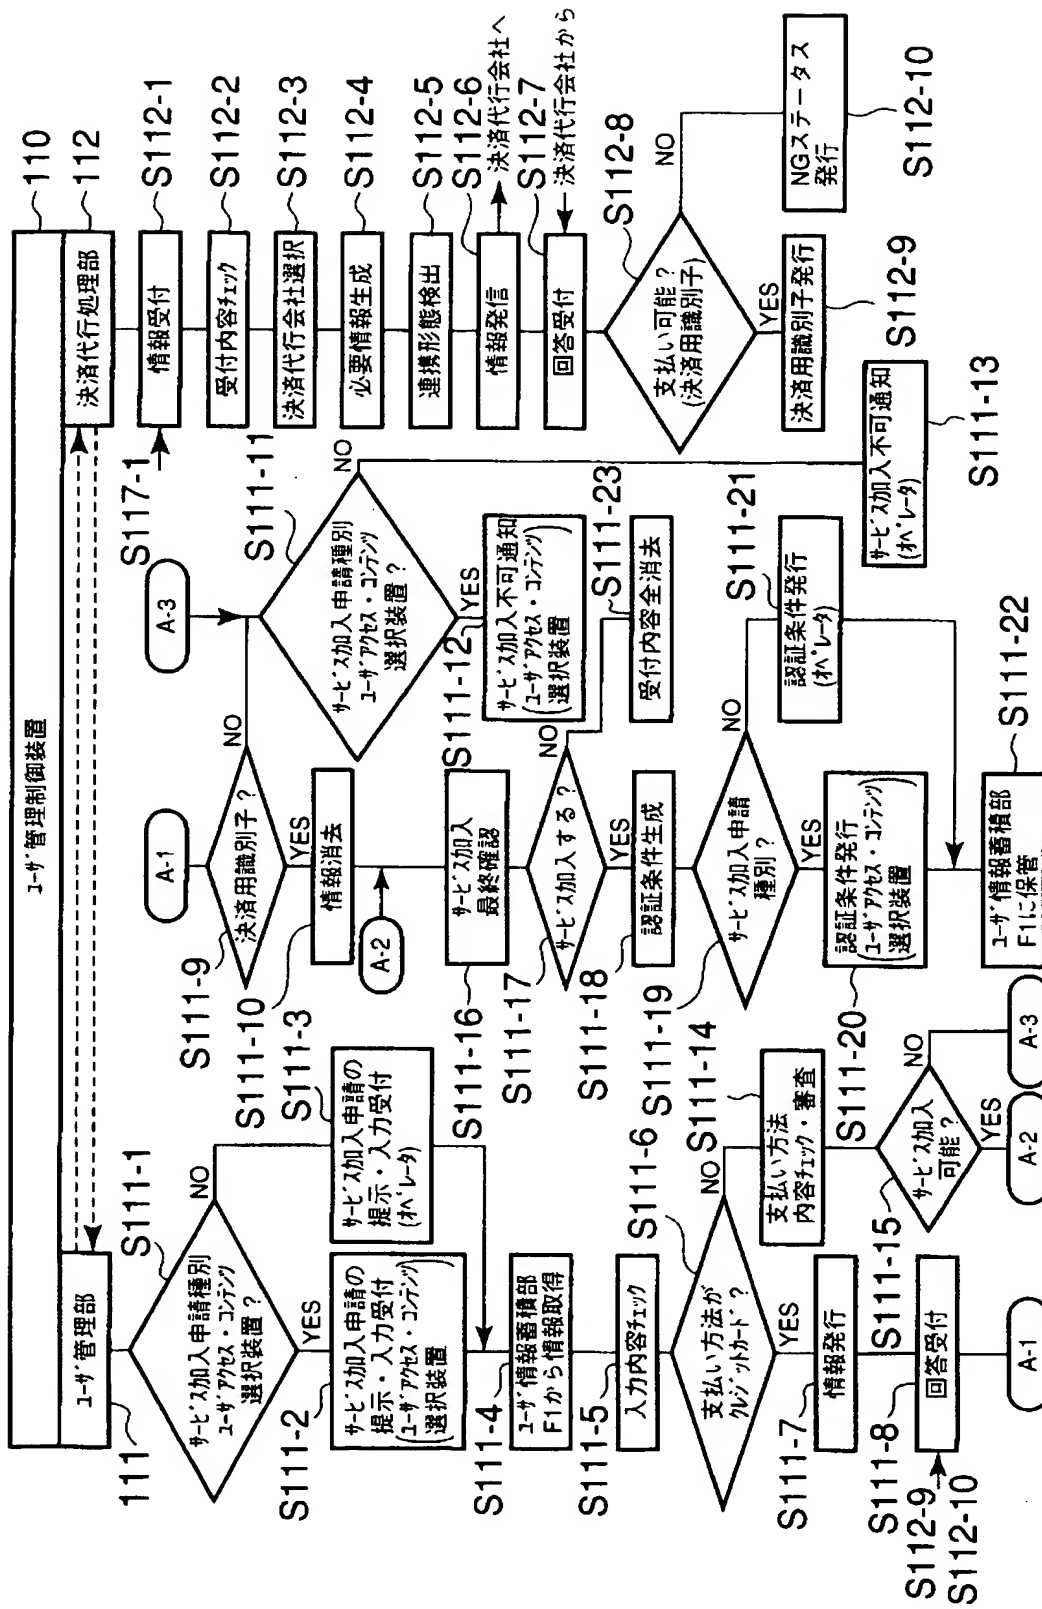 ユーザ管理制御装置
110
ユーザ管理部
111
決済代行処理部
112
S111-1
サービス加入申請種別
ユーザアクセス・コンテンツ
選択装置？
YES
NO
S111-2
サービス加入申請の
提示・入力受付
(ユーザアクセス・コンテンツ
選択装置)
S111-3
サービス加入申請の
提示・入力受付
(オペレータ)
S111-4
ユーザ情報蓄積部
F1から情報取得
S111-5
入力内容チェック
S111-6
支払い方法が
クレジットカード？
YES
NO
S111-7
情報発行
S111-8
回答受付
S112-9
S112-10
A-1
S111-14
支払い方法
内容チェック・審査
S111-15
サービス加入
可能？
YES
NO
A-2
A-3
A-1
S111-9
決済用識別子？
YES
NO
S111-10
情報消去
A-2
S111-16
サービス加入
最終確認
S111-17
サービス加入する？
YES
NO
S111-18
認証条件生成
S111-19
サービス加入申請
種別？
YES
NO
S111-20
認証条件発行
(ユーザアクセス・コンテンツ
選択装置)
S111-21
認証条件発行
(オペレータ)
S111-22
ユーザ情報蓄積部
F1に保管
A-3
S111-11
サービス加入申請種別
ユーザアクセス・コンテンツ
選択装置？
YES
NO
S111-12
サービス加入不可通知
(ユーザアクセス・コンテンツ
選択装置)
S111-23
受付内容全消去
S111-13
サービス加入不可通知
(オペレータ)
S117-1
S112-1
情報受付
S112-2
受付内容チェック
S112-3
決済代行会社選択
S112-4
必要情報生成
S112-5
連携形態検出
S112-6
情報発信
決済代行会社へ
S112-7
回答受付
決済代行会社から
S112-8
支払い可能？
(決済用識別子)
YES
NO
S112-9
決済用識別子発行
S112-10
NGステータス
発行